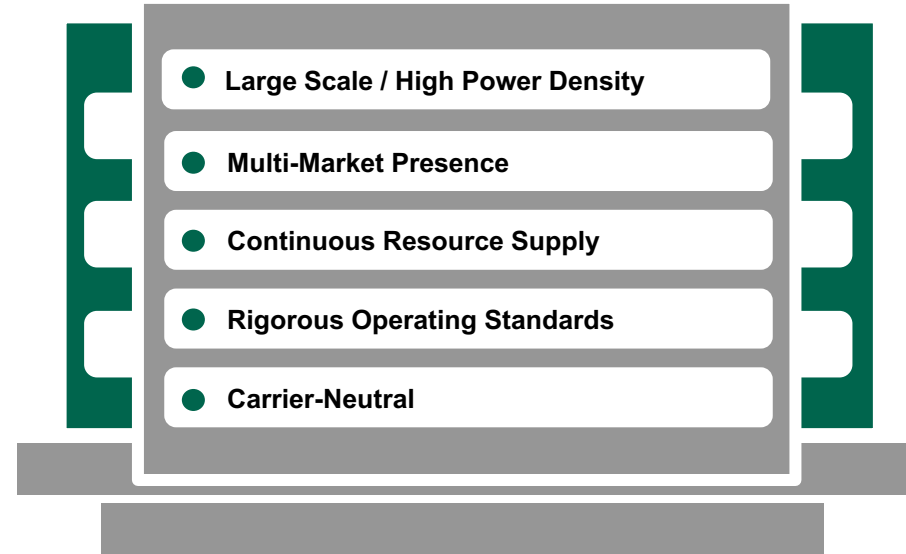 Large Scale / High Power Density
Multi-Market Presence
Continuous Resource Supply
Rigorous Operating Standards
Carrier-Neutral